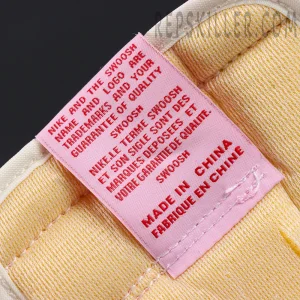 REPSKILLER.COM
NIKE AND THE SWOOSH
NAME AND LOGO ARE
TRADEMARKS AND YOUR
GUARANTEE OF QUALITY
SWOOSH
NIKE,LE TERME SWOOSH
ET SON SIGLE SONT DES
MARQUES DEPOSEES ET
VOTRE GARANTIE DE QUALITE.
SWOOSH
MADE IN CHINA
FABRIQUE EN CHINE